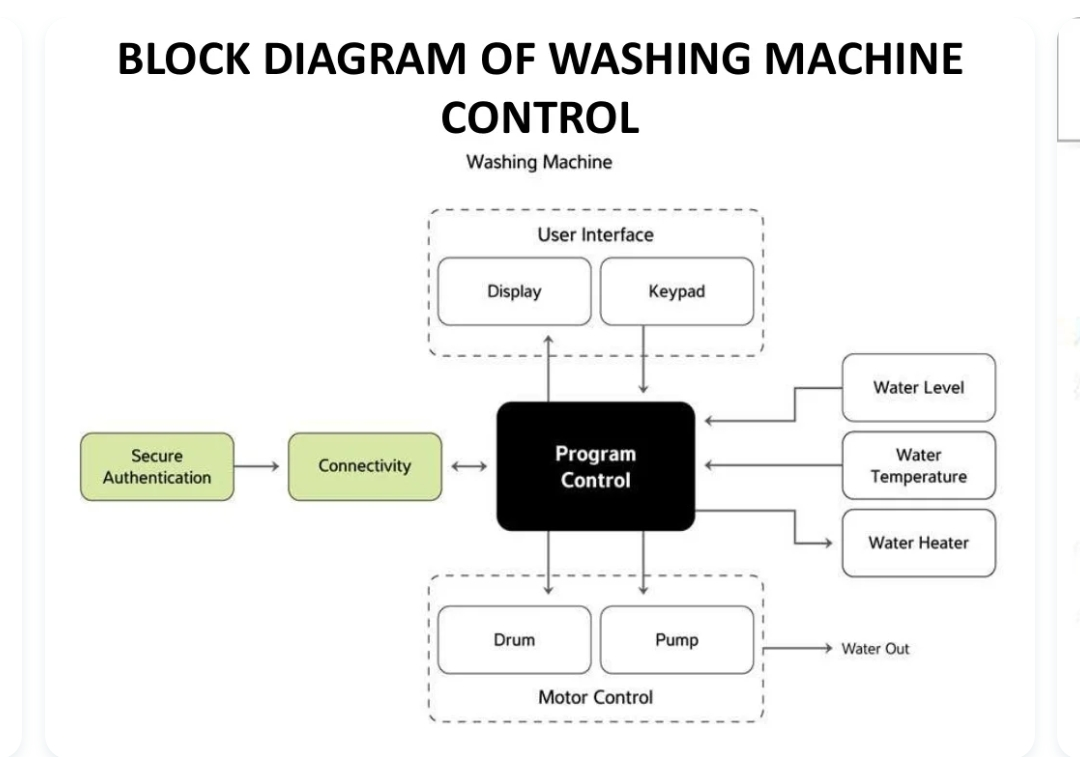 BLOCK DIAGRAM OF WASHING MACHINE
CONTROL
Washing Machine
User Interface
Display
Keypad
Water Level
Secure
Authentication
Connectivity
Program
Control
Water
Temperature
Water Heater
Drum
Pump
Water Out
Motor Control